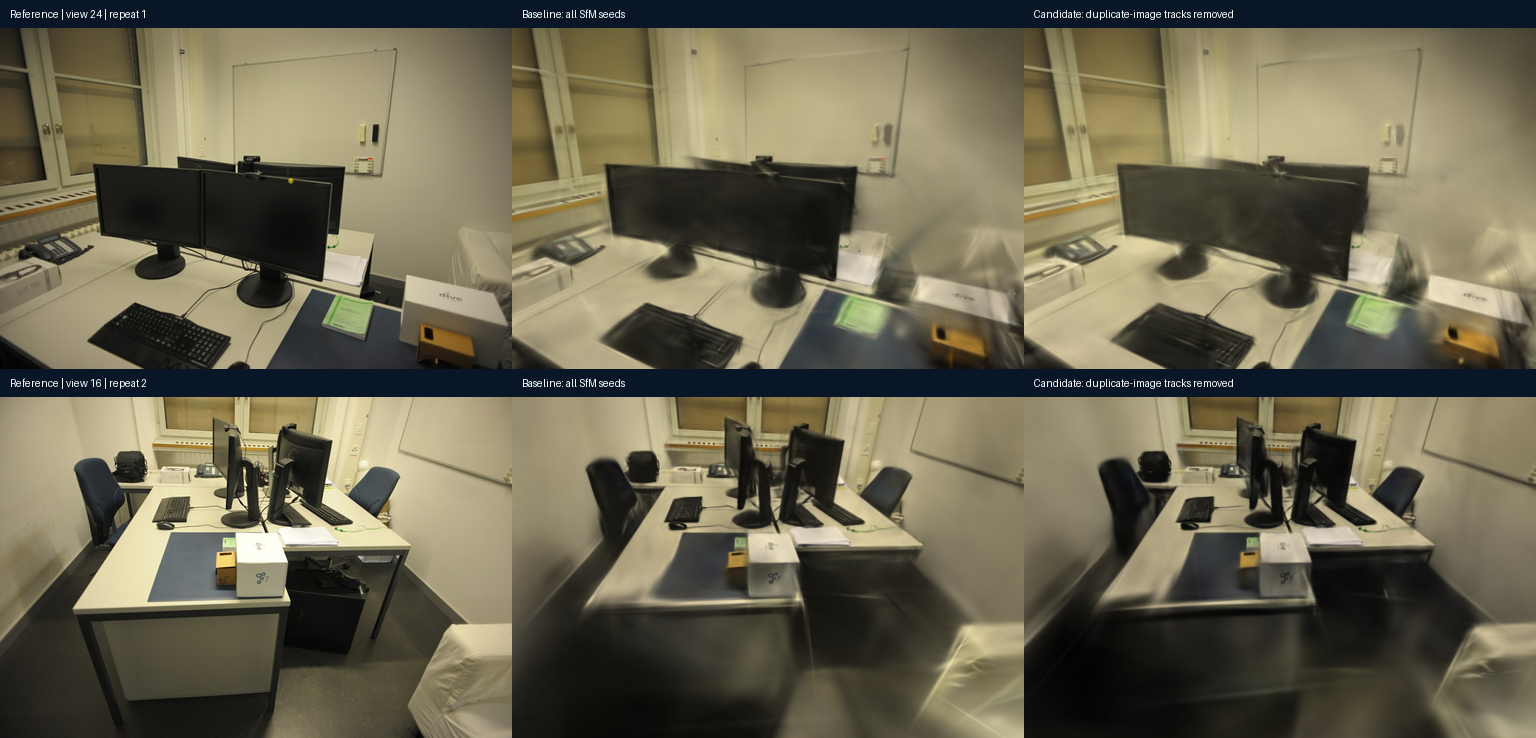 Reference | view 24 | repeat 1
Baseline: all SfM seeds
Candidate: duplicate-image tracks removed
Reference | view 16 | repeat 2
Baseline: all SfM seeds
Candidate: duplicate-image tracks removed